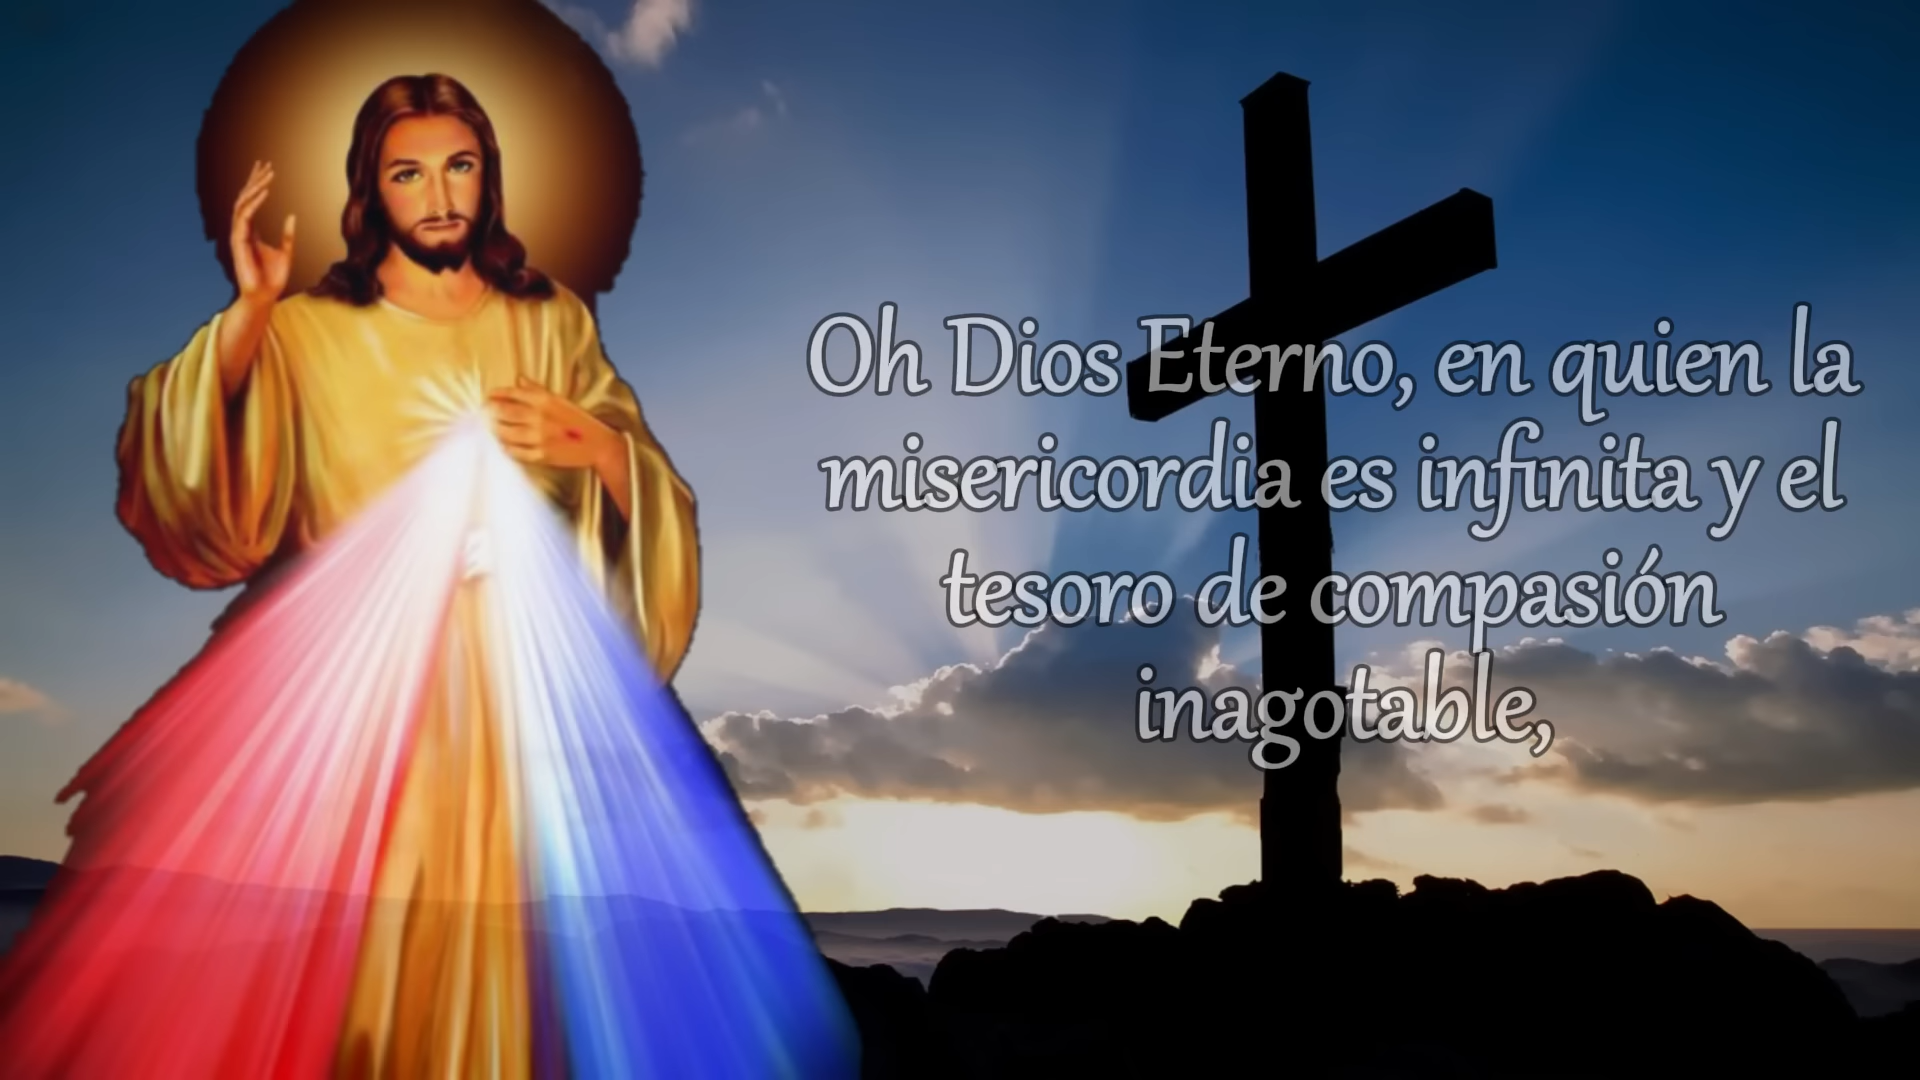 Oh Dios Eterno, en quien la
misericordia es infinita y el
tesoro de compasión
inagotable,